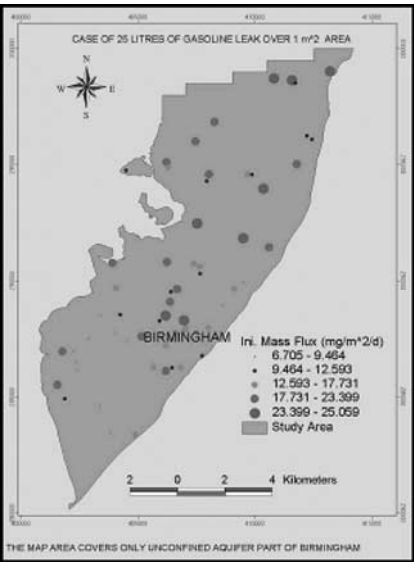 CASE OF 25 LITRES OF GASOLINE LEAK OVER 1 m^2 AREA
N
W E
S
BIRMINGHAM
Ini. Mass Flux (mg/m^2/d)
6.705 - 9.464
9.464 - 12.593
12.593 - 17.731
17.731 - 23.399
23.399 - 25.059
Study Area
2 0 2 4 Kilometers
THE MAP AREA COVERS ONLY UNCONFINED AQUIFER PART OF BIRMINGHAM